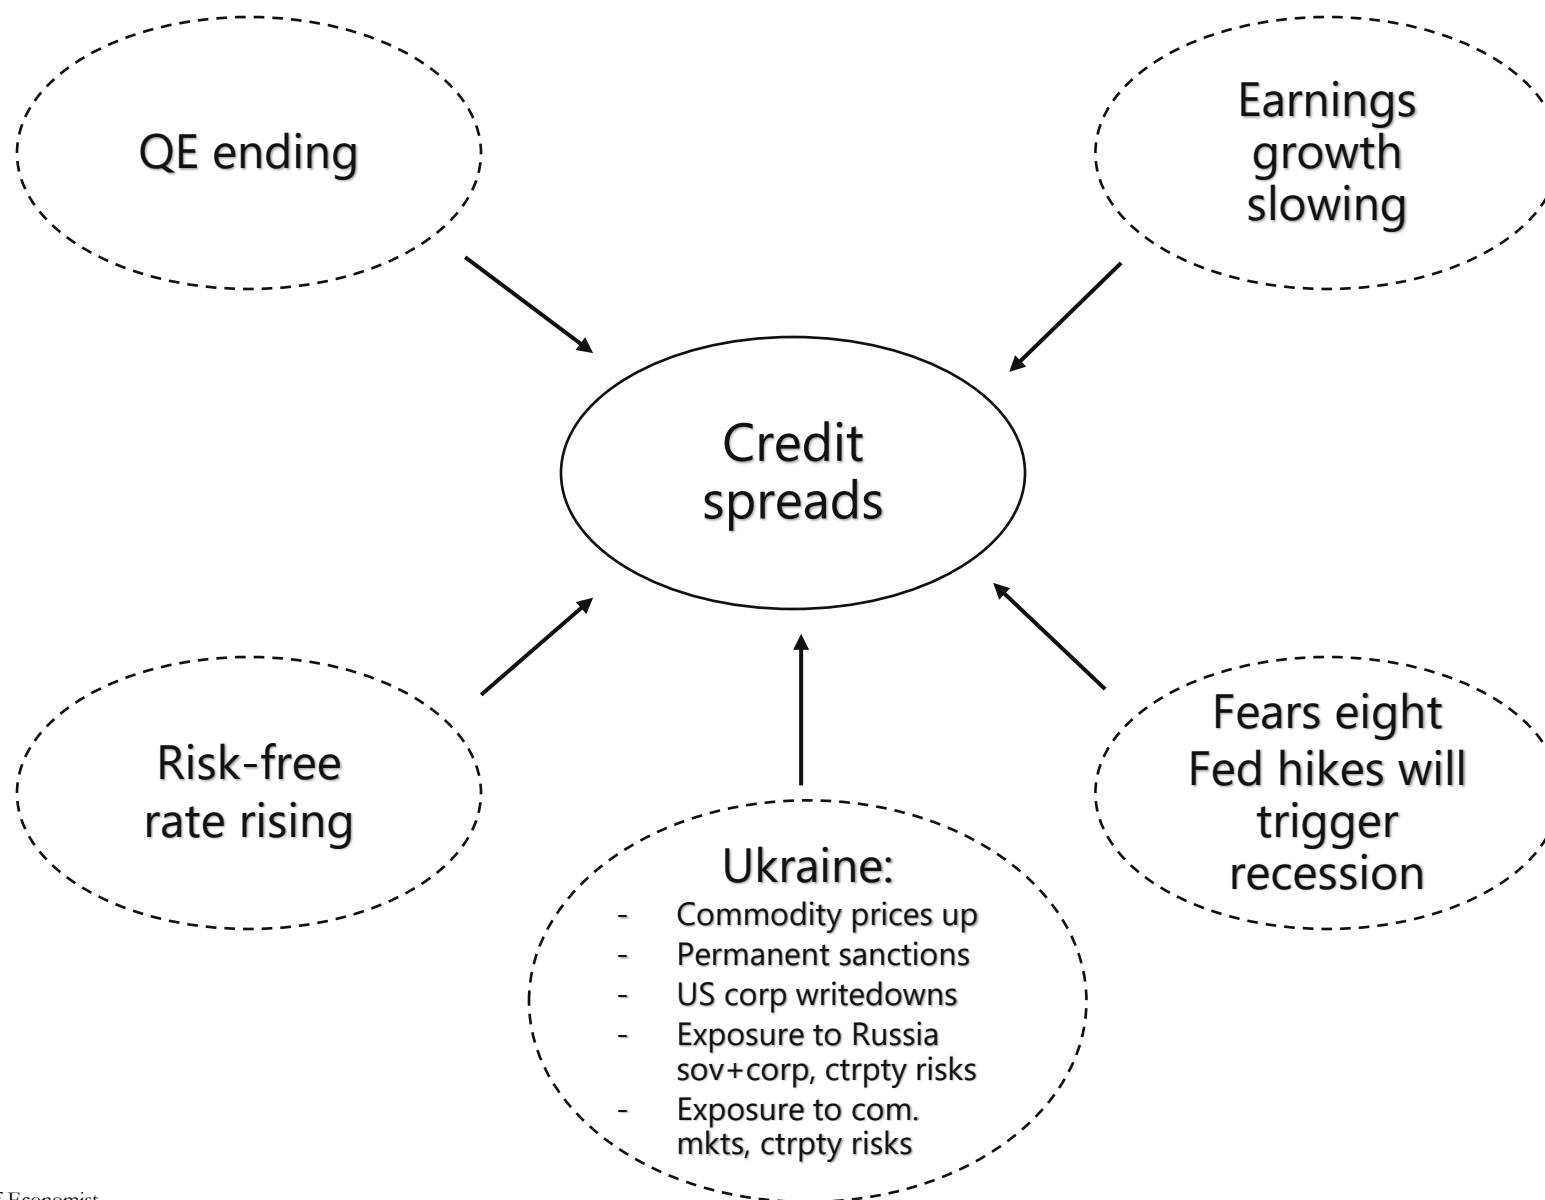 QE ending
Earnings
growth
slowing
Credit
spreads
Risk-free
rate rising
Fears eight
Fed hikes will
trigger
recession
Ukraine:
- Commodity prices up
- Permanent sanctions
- US corp writedowns
- Exposure to Russia
sov+corp, ctrpty risks
- Exposure to com.
mkts, ctrpty risks
Economist